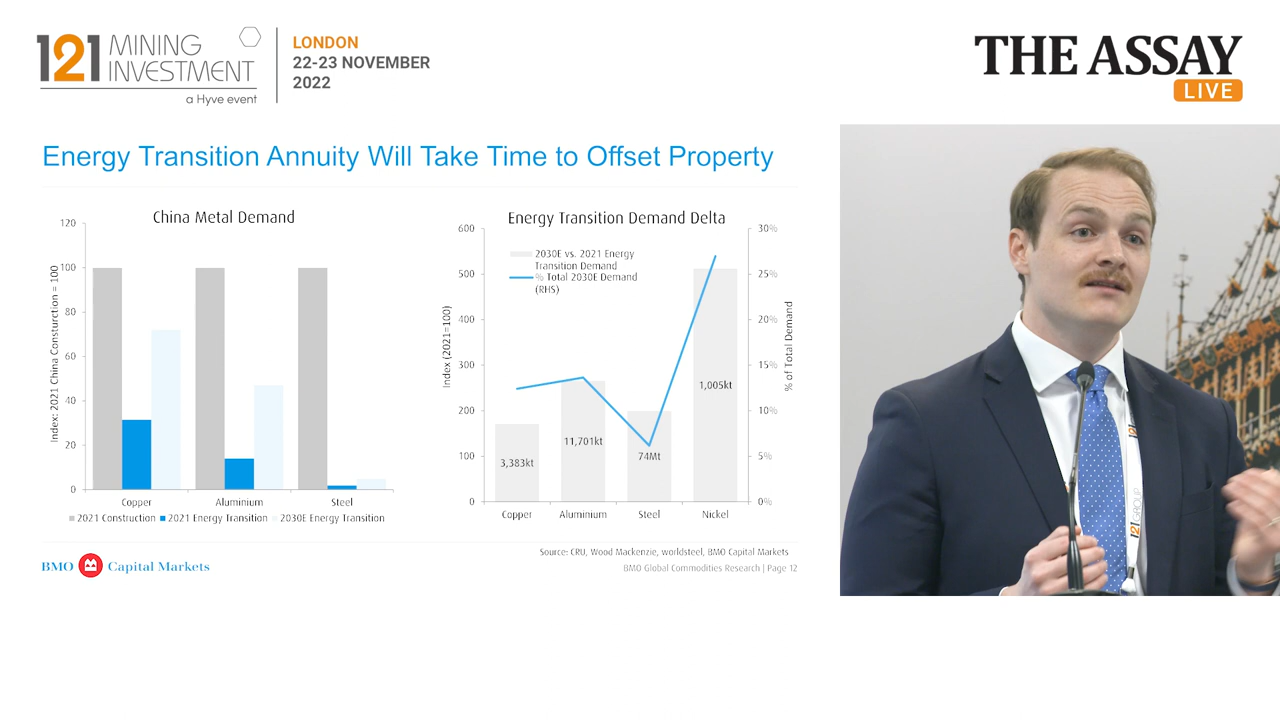 121 MINING INVESTMENT
a Hyve event
LONDON
22-23 NOVEMBER
2022
THE ASSAY
LIVE
Energy Transition Annuity Will Take Time to Offset Property
China Metal Demand
Index: 2021 China Consturction = 100
120
100
80
60
40
20
0
Copper
Aluminium
Steel
2021 Construction
2021 Energy Transition
2030E Energy Transition
Energy Transition Demand Delta
2030E vs. 2021 Energy
Transition Demand
% Total 2030E Demand
(RHS)
Index (2021=100)
600
500
400
300
200
100
0
3,383kt
11,701kt
74Mt
1,005kt
Copper
Aluminium
Steel
Nickel
30%
25%
20%
15%
10%
5%
0%
% of Total Demand
Source: CRU, Wood Mackenzie, worldsteel, BMO Capital Markets
BMO Capital Markets
BMO Global Commodities Research | Page 12
121 GROUP
121